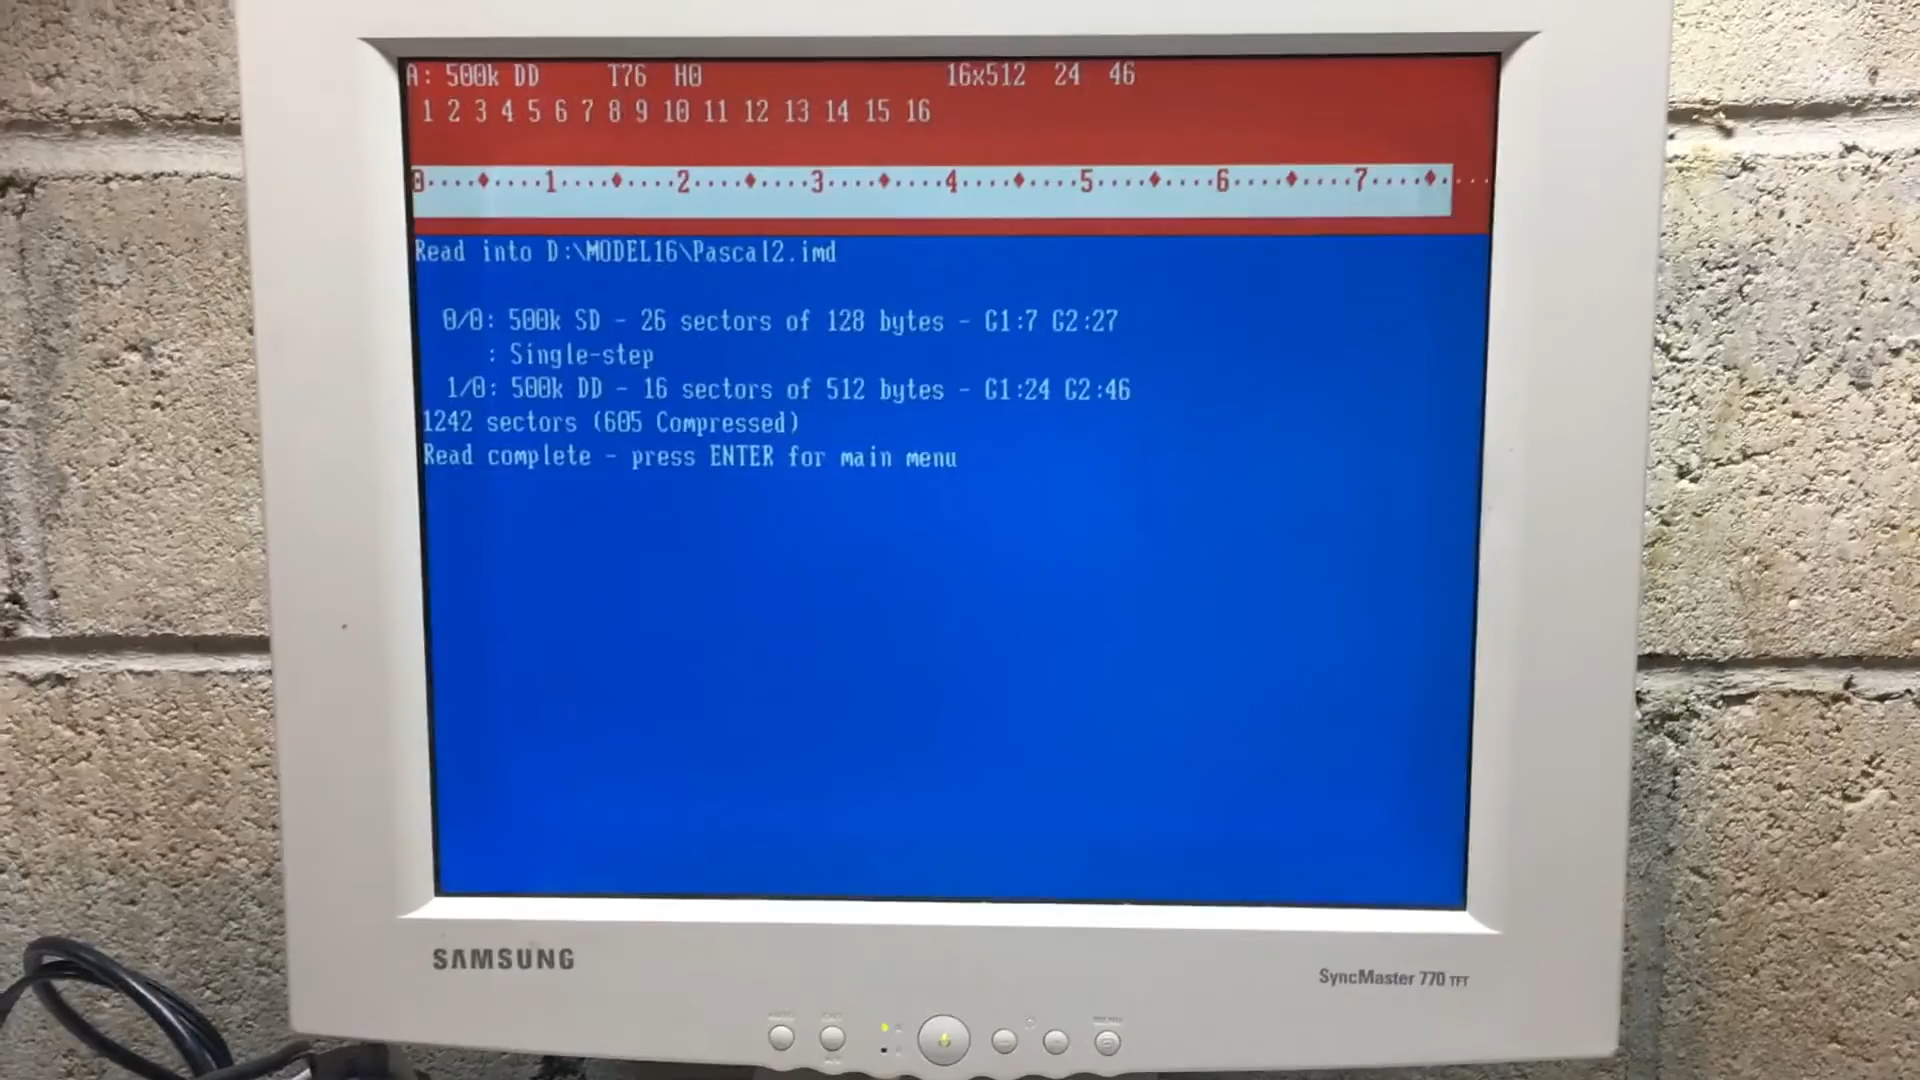 A: 500k DD T76 H0 16x512 24 46
1 2 3 4 5 6 7 8 9 10 11 12 13 14 15 16
0····♦····1····♦····2····♦····3····♦····4····♦····5····♦····6····♦····7····♦····
Read into D:\MODEL16\Pascal2.imd
0/0: 500k SD - 26 sectors of 128 bytes - G1:7 G2:27
: Single-step
1/0: 500k DD - 16 sectors of 512 bytes - G1:24 G2:46
1242 sectors (605 Compressed)
Read complete - press ENTER for main menu
SAMSUNG
SyncMaster 770 TFT